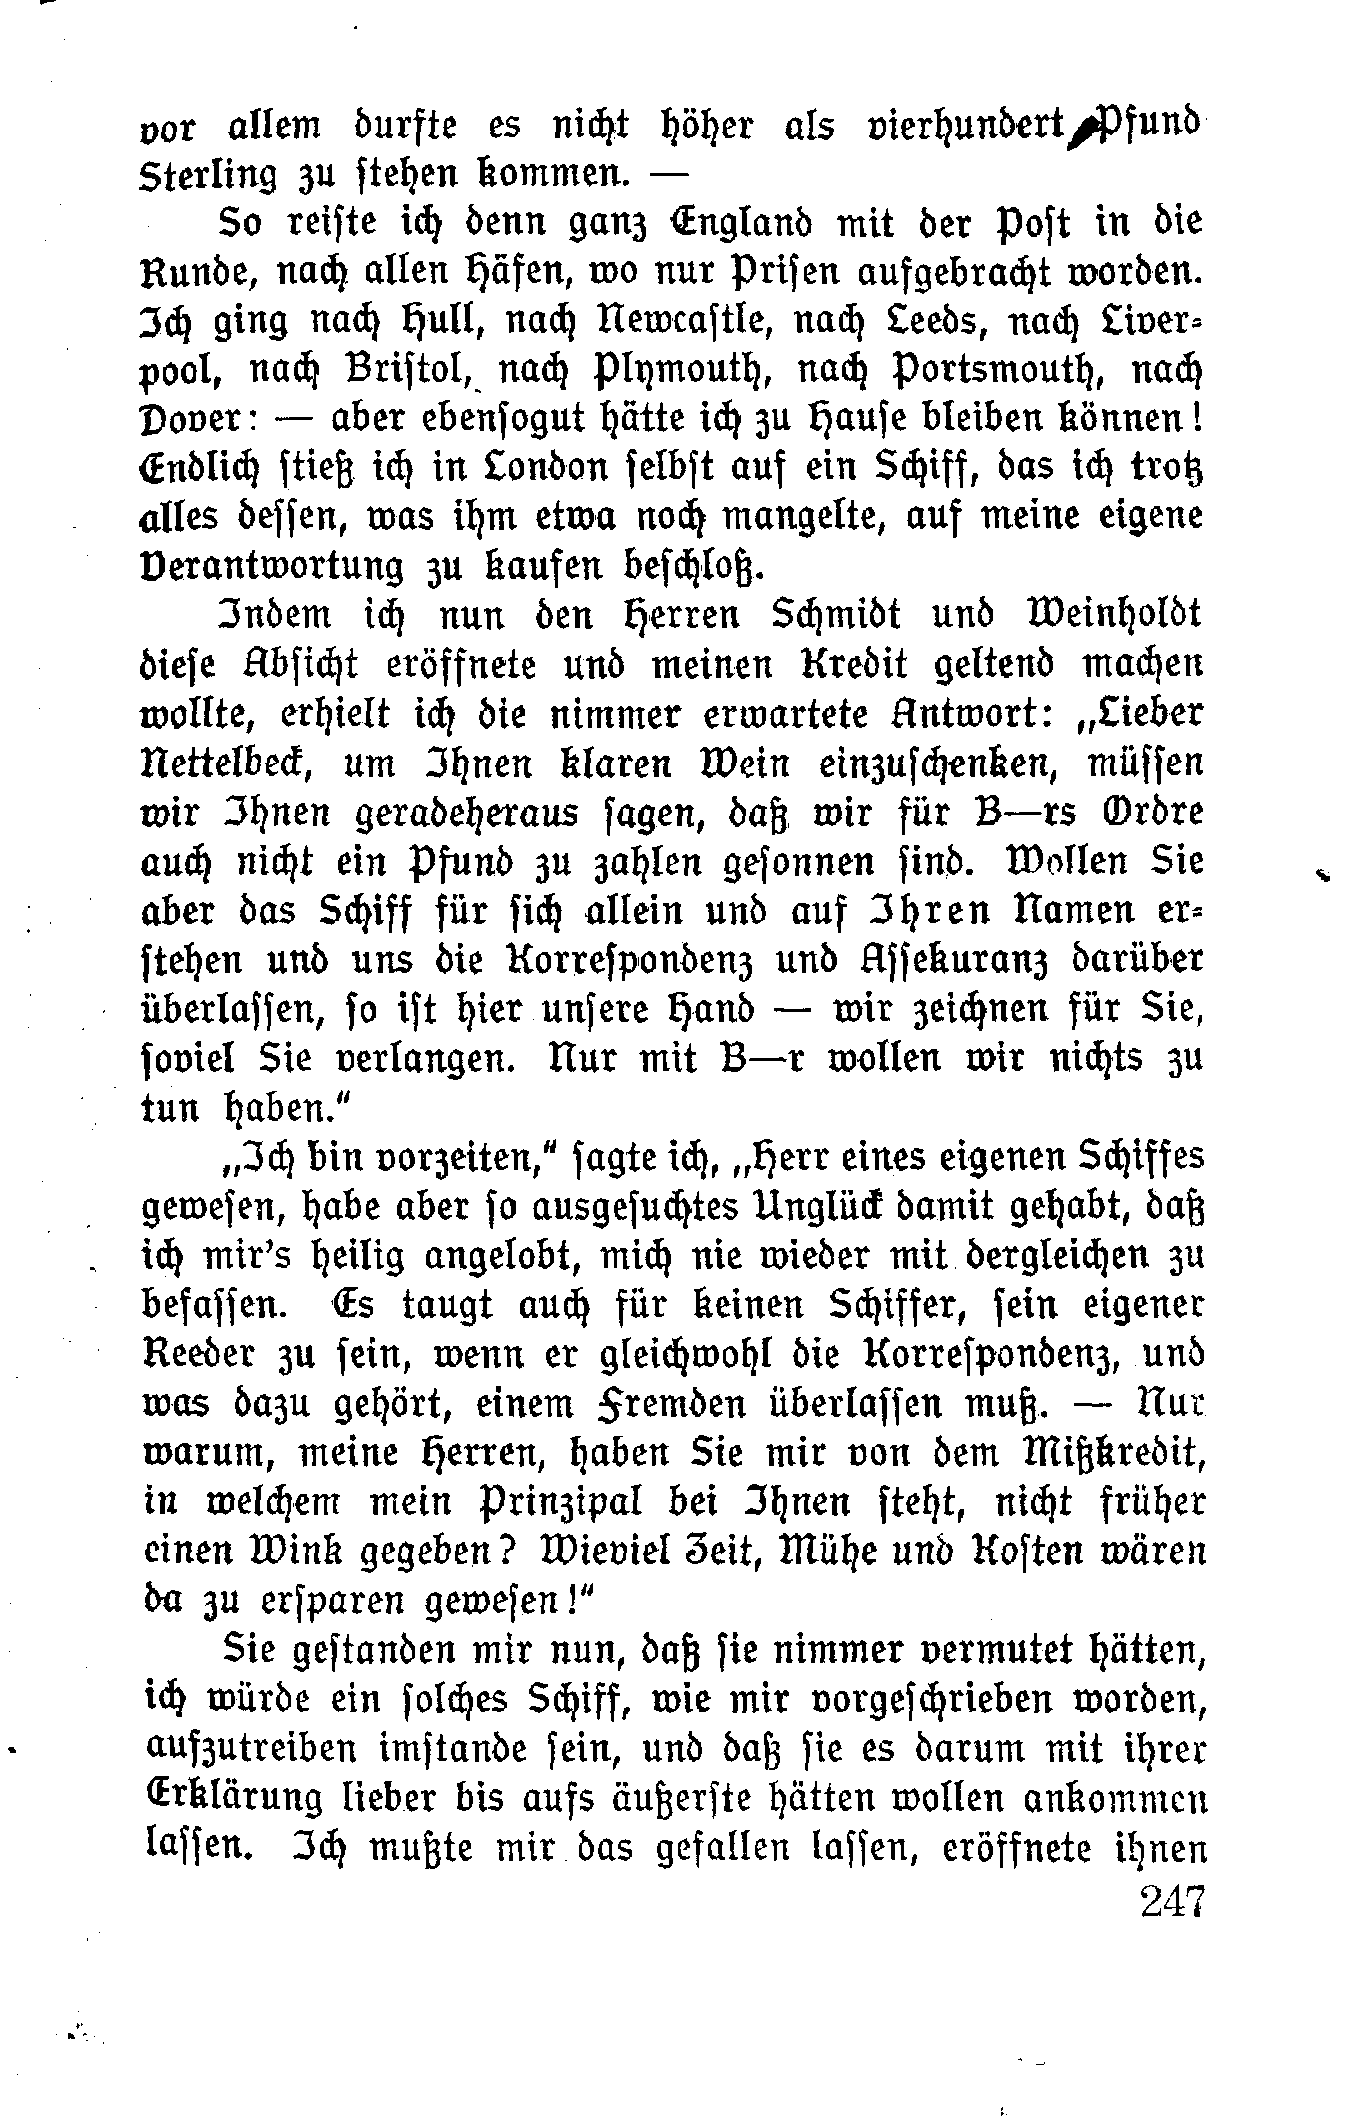 vor allem durfte es nicht höher als vierhundert Pfund
Sterling zu stehen kommen. —
So reiste ich denn ganz England mit der Post in die
Runde, nach allen Häfen, wo nur Prisen aufgebracht worden.
Ich ging nach Hull, nach Newcastle, nach Leeds, nach Liver-
pool, nach Bristol, nach Plymouth, nach Portsmouth, nach
Dover: — aber ebensogut hätte ich zu Hause bleiben können!
Endlich stieß ich in London selbst auf ein Schiff, das ich trotz
alles dessen, was ihm etwa noch mangelte, auf meine eigene
Verantwortung zu kaufen beschloß.
Indem ich nun den Herren Schmidt und Weinholdt
diese Absicht eröffnete und meinen Kredit geltend machen
wollte, erhielt ich die nimmer erwartete Antwort: „Lieber
Nettelbeck, um Ihnen klaren Wein einzuschenken, müssen
wir Ihnen geradeheraus sagen, daß wir für B—rs Ordre
auch nicht ein Pfund zu zahlen gesonnen sind. Wollen Sie
aber das Schiff für sich allein und auf Ihren Namen er-
stehen und uns die Korrespondenz und Assekuranz darüber
überlassen, so ist hier unsere Hand — wir zeichnen für Sie,
soviel Sie verlangen. Nur mit B—r wollen wir nichts zu
tun haben.“
„Ich bin vorzeiten,“ sagte ich, „Herr eines eigenen Schiffes
gewesen, habe aber so ausgesuchtes Unglück damit gehabt, daß
ich mir's heilig angelobt, mich nie wieder mit dergleichen zu
befassen. Es taugt auch für keinen Schiffer, sein eigener
Reeder zu sein, wenn er gleichwohl die Korrespondenz, und
was dazu gehört, einem Fremden überlassen muß. — Nur
warum, meine Herren, haben Sie mir von dem Mißkredit,
in welchem mein Prinzipal bei Ihnen steht, nicht früher
einen Wink gegeben? Wieviel Zeit, Mühe und Kosten wären
da zu ersparen gewesen!“
Sie gestanden mir nun, daß sie nimmer vermutet hätten,
ich würde ein solches Schiff, wie mir vorgeschrieben worden,
aufzutreiben imstande sein, und daß sie es darum mit ihrer
Erklärung lieber bis aufs äußerste hätten wollen ankommen
lassen. Ich mußte mir das gefallen lassen, eröffnete ihnen
247